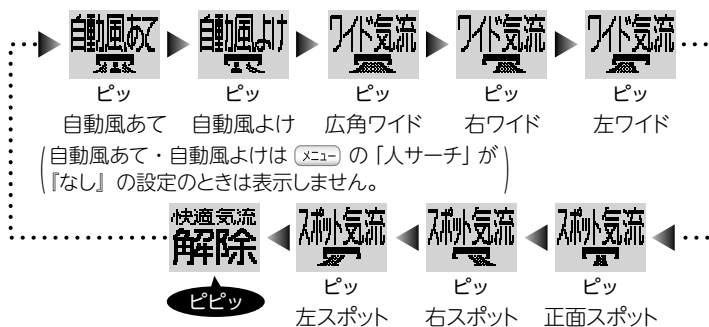 自動風あて 自動風よけ ワイド気流 ワイド気流 ワイド気流
ピッ ピッ ピッ ピッ ピッ
自動風あて 自動風よけ 広角ワイド 右ワイド 左ワイド
(自動風あて・自動風よけは メニュー の「人サーチ」が
『なし』の設定のときは表示しません。)
快適気流
解除 スポット気流 スポット気流 スポット気流
ピピッ ピッ ピッ ピッ
左スポット 右スポット 正面スポット